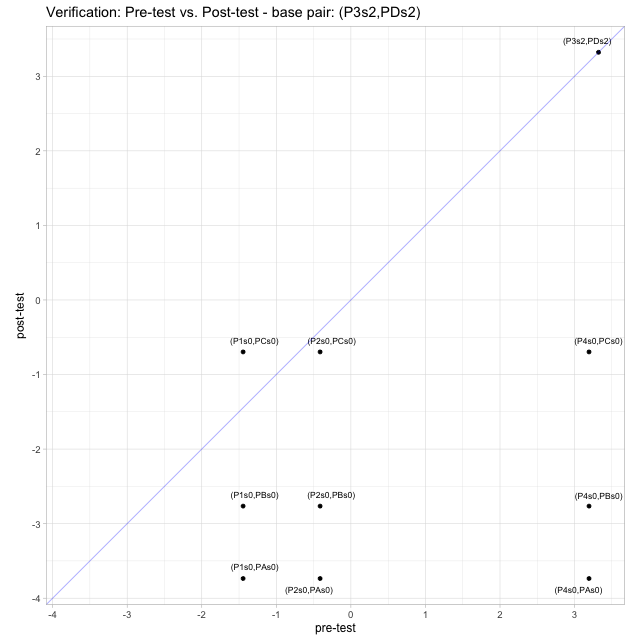 Verification: Pre-test vs. Post-test - base pair: (P3s2,PDs2)
(P3s2,PDs2)
3
2
1
0
post-test
(P1s0,PCs0) (P2s0,PCs0) (P4s0,PCs0)
-1
-2
(P1s0,PBs0) (P2s0,PBs0) (P4s0,PBs0)
-3
(P1s0,PAs0)
(P2s0,PAs0) (P4s0,PAs0)
-4
-4 -3 -2 -1 0 1 2 3
pre-test